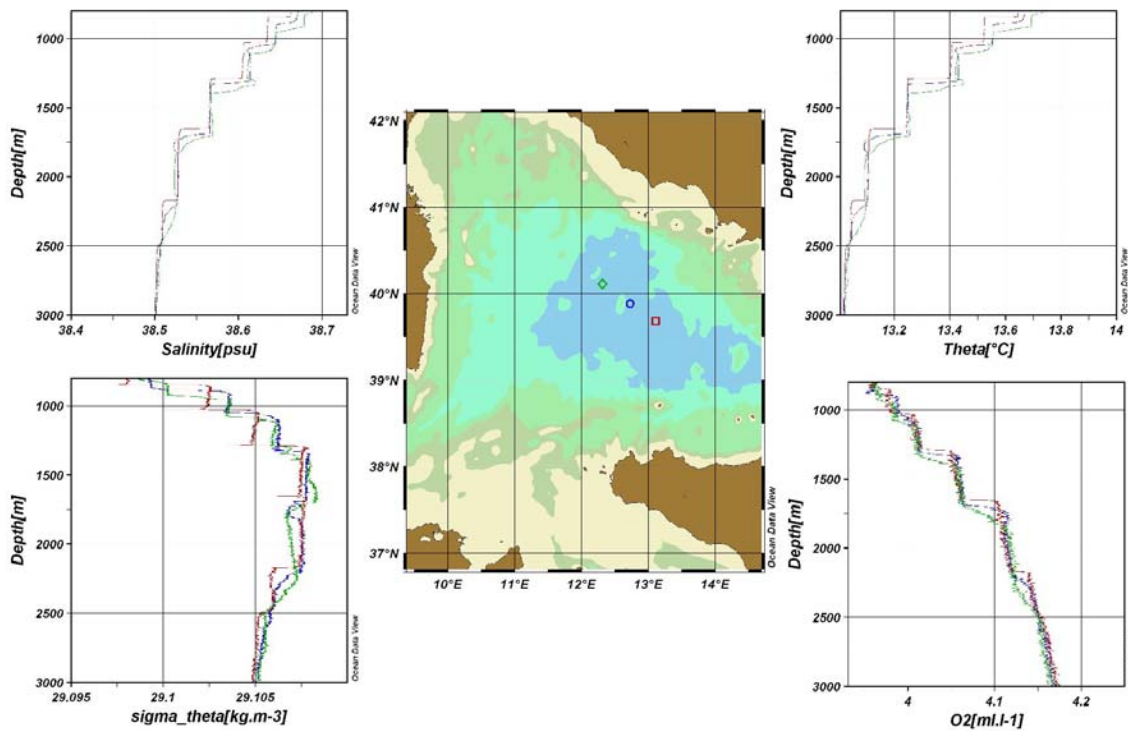 1000
1500
2000
2500
3000
Depth[m]
38.4 38.5 38.6 38.7
Salinity[psu]
Ocean Data View
1000
1500
2000
2500
3000
Depth[m]
13.2 13.4 13.6 13.8 14
Theta[°C]
Ocean Data View
42°N
41°N
40°N
39°N
38°N
37°N
10°E 11°E 12°E 13°E 14°E
Ocean Data View
1000
1500
2000
2500
3000
Depth[m]
29.095 29.1 29.105
sigma_theta[kg.m-3]
Ocean Data View
1000
1500
2000
2500
3000
Depth[m]
4 4.1 4.2
O2[ml.l-1]
Ocean Data View